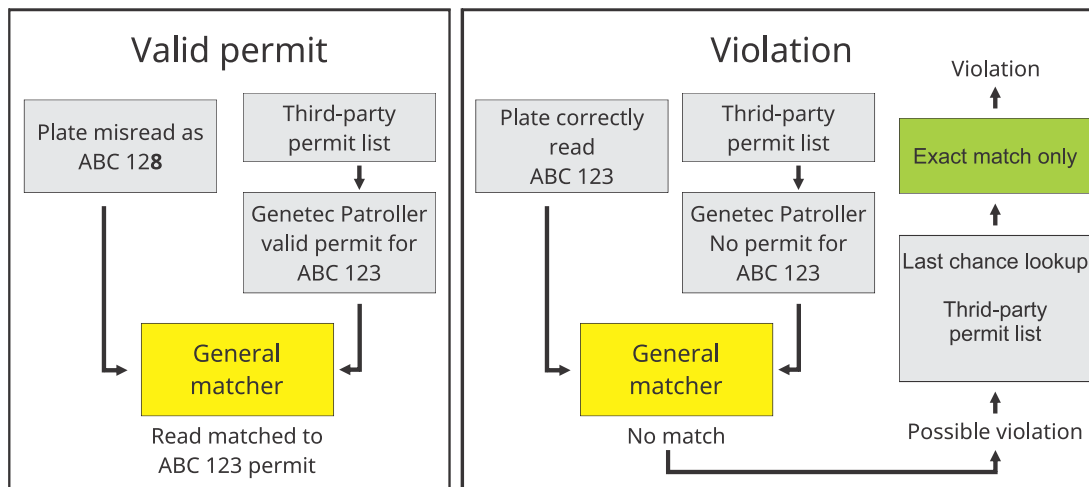 Valid permit
Plate misread as
ABC 128
Third-party
permit list
Genetec Patroller
valid permit for
ABC 123
General
matcher
Read matched to
ABC 123 permit
Violation
Plate correctly
read
ABC 123
Third-party
permit list
Genetec Patroller
No permit for
ABC 123
General
matcher
No match
Possible violation
Last chance lookup
Thrid-party
permit list
Exact match only
Violation